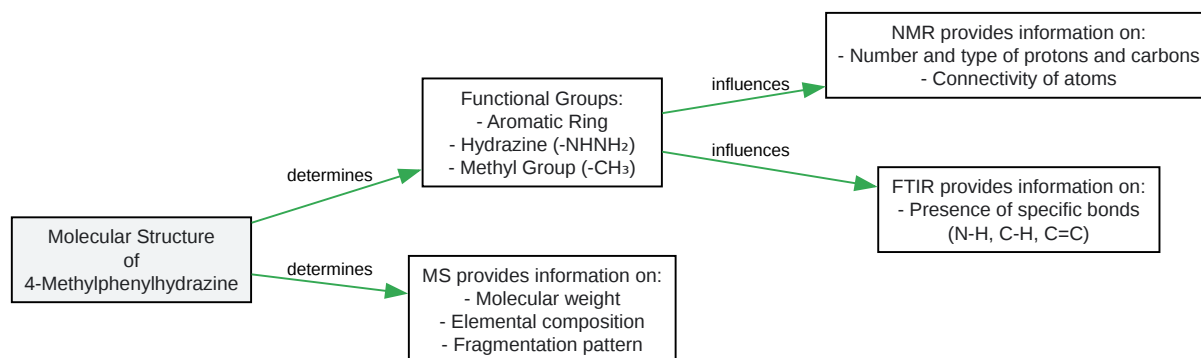 Molecular Structure
of
4-Methylphenylhydrazine
determines
determines
Functional Groups:
- Aromatic Ring
- Hydrazine (-NHNH₂)
- Methyl Group (-CH₃)
MS provides information on:
- Molecular weight
- Elemental composition
- Fragmentation pattern
influences
influences
NMR provides information on:
- Number and type of protons and carbons
- Connectivity of atoms
FTIR provides information on:
- Presence of specific bonds
(N-H, C-H, C=C)